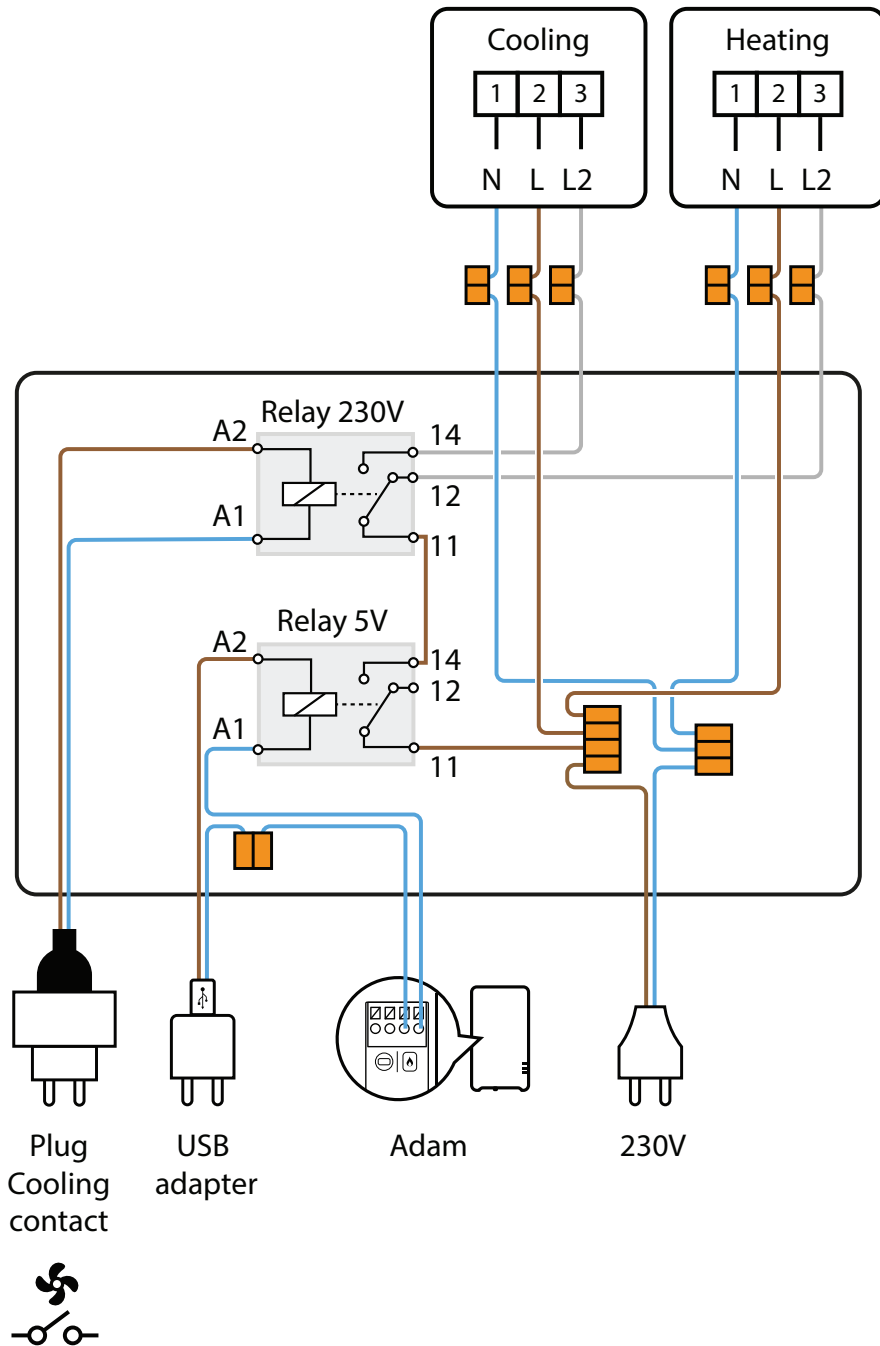 Cooling
Heating
1 2 3
1 2 3
N L L2
N L L2
Relay 230V
A2
14
12
A1
11
Relay 5V
A2
14
12
A1
11
Plug
Cooling
contact
USB
adapter
Adam
230V